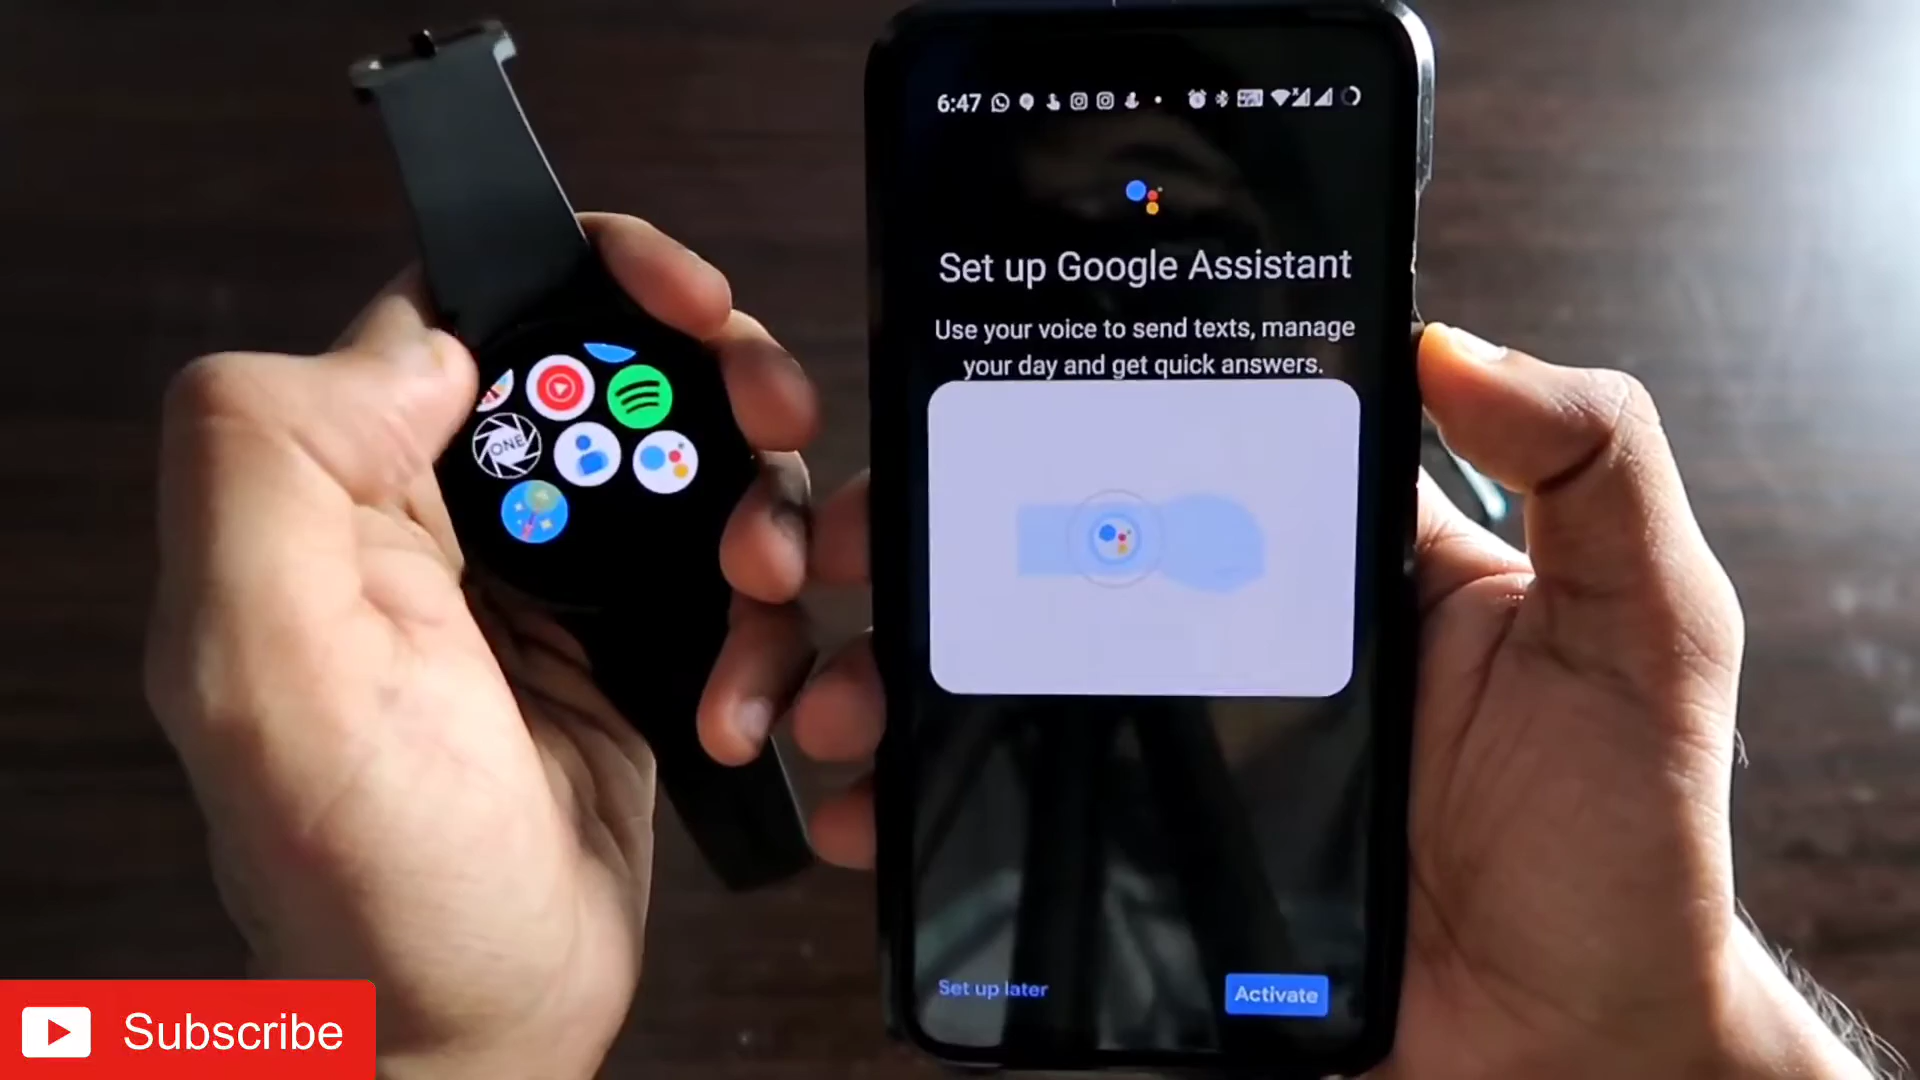 6:47
Set up Google Assistant
Use your voice to send texts, manage
your day and get quick answers.
ONE
Set up later
Activate
Subscribe